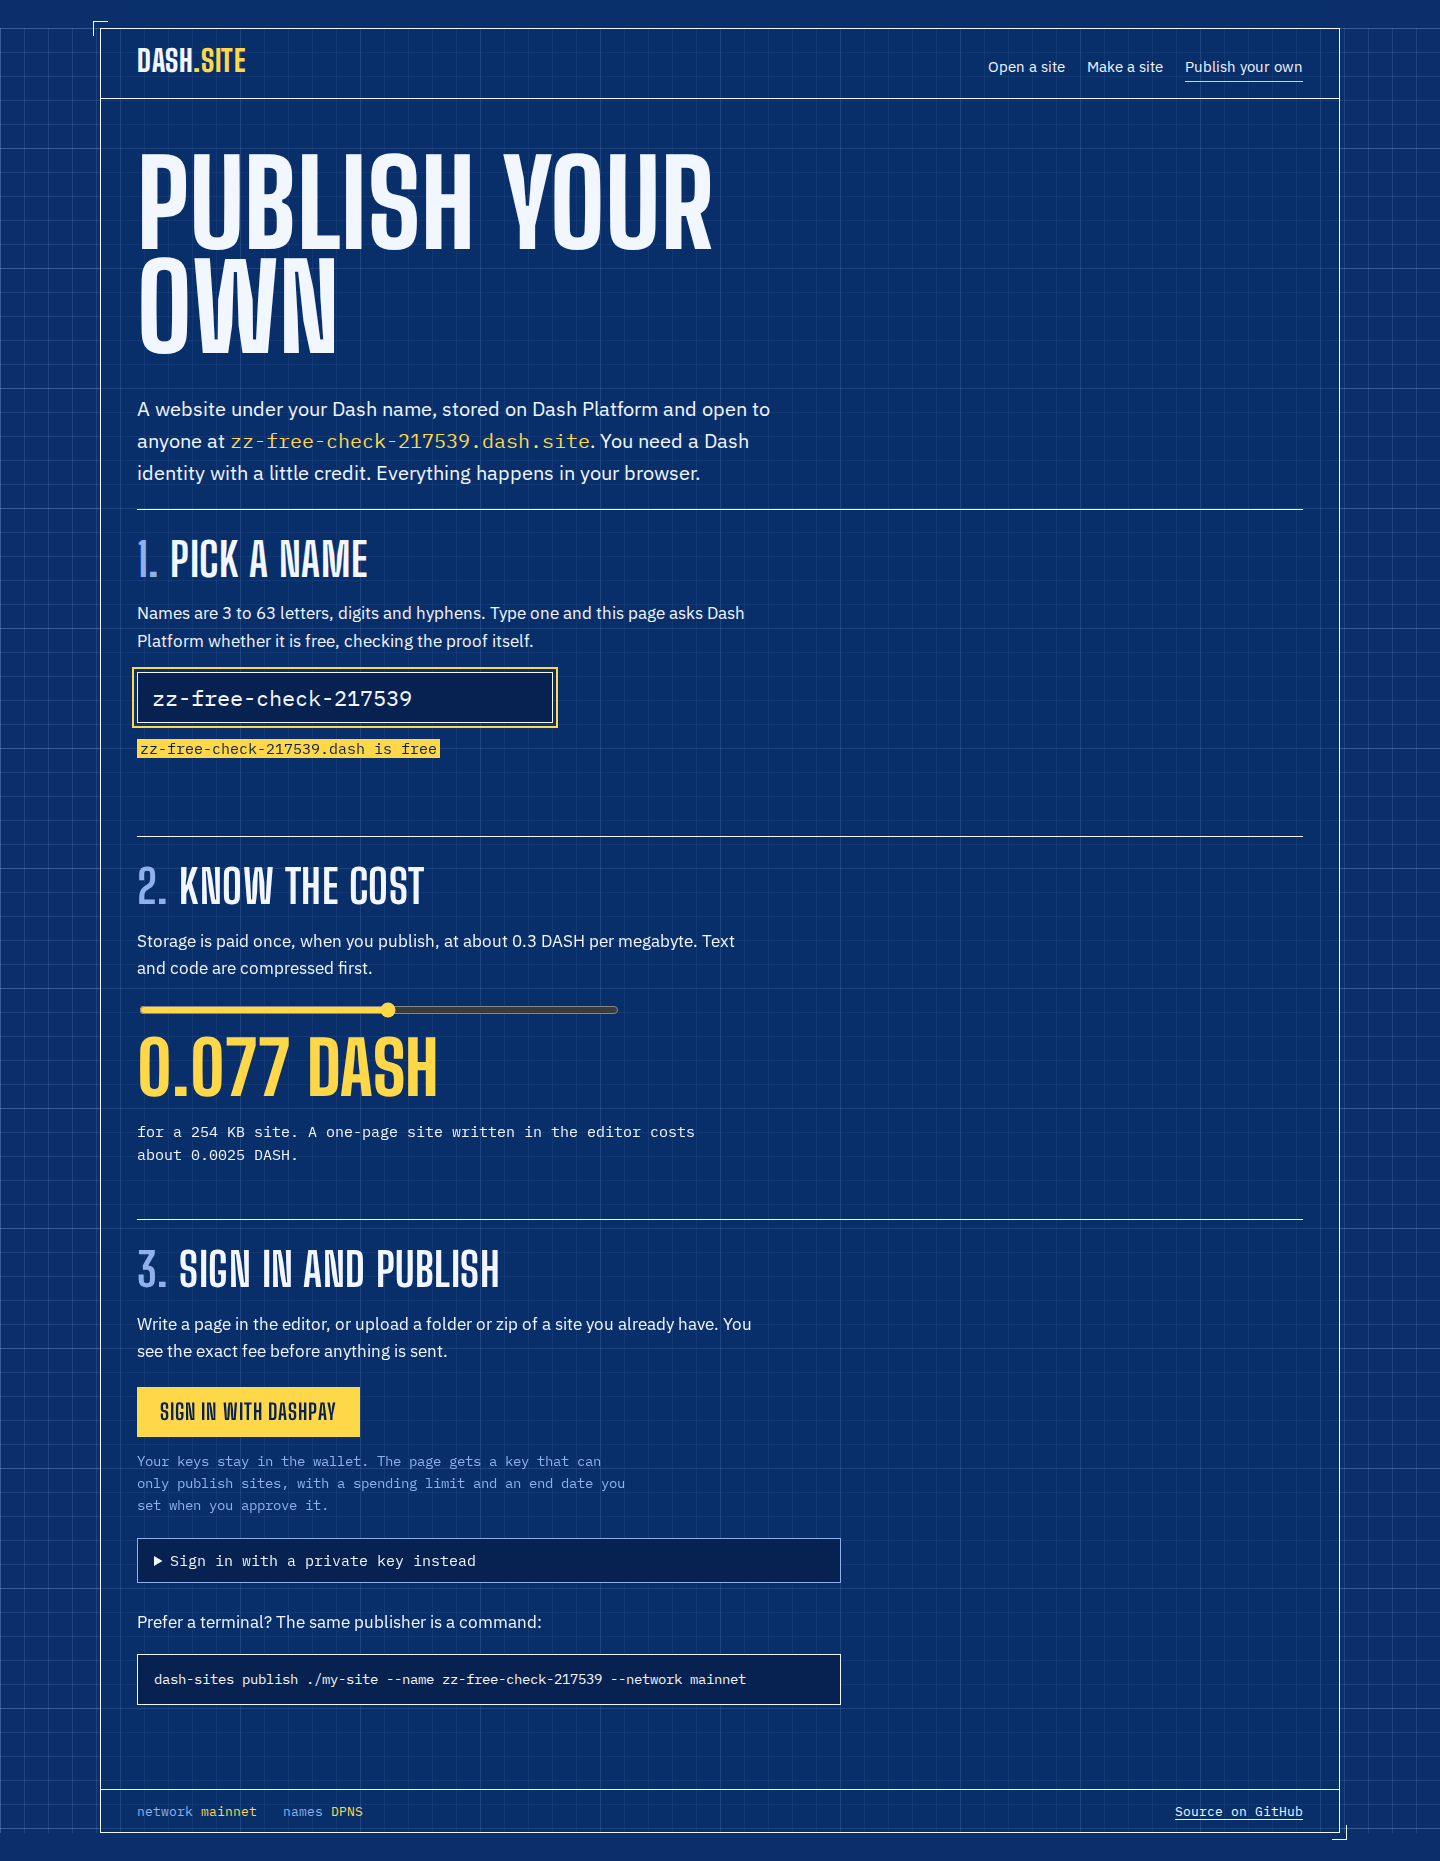 DASH.SITE
Open a site Make a site Publish your own
PUBLISH YOUR
OWN
A website under your Dash name, stored on Dash Platform and open to
anyone at zz-free-check-217539.dash.site. You need a Dash
identity with a little credit. Everything happens in your browser.
1. PICK A NAME
Names are 3 to 63 letters, digits and hyphens. Type one and this page asks Dash
Platform whether it is free, checking the proof itself.
zz-free-check-217539
zz-free-check-217539.dash is free
2. KNOW THE COST
Storage is paid once, when you publish, at about 0.3 DASH per megabyte. Text
and code are compressed first.
0.077 DASH
for a 254 KB site. A one-page site written in the editor costs
about 0.0025 DASH.
3. SIGN IN AND PUBLISH
Write a page in the editor, or upload a folder or zip of a site you already have. You
see the exact fee before anything is sent.
SIGN IN WITH DASHPAY
Your keys stay in the wallet. The page gets a key that can
only publish sites, with a spending limit and an end date you
set when you approve it.
Sign in with a private key instead
Prefer a terminal? The same publisher is a command:
dash-sites publish ./my-site --name zz-free-check-217539 --network mainnet
network mainnet names DPNS
Source on GitHub